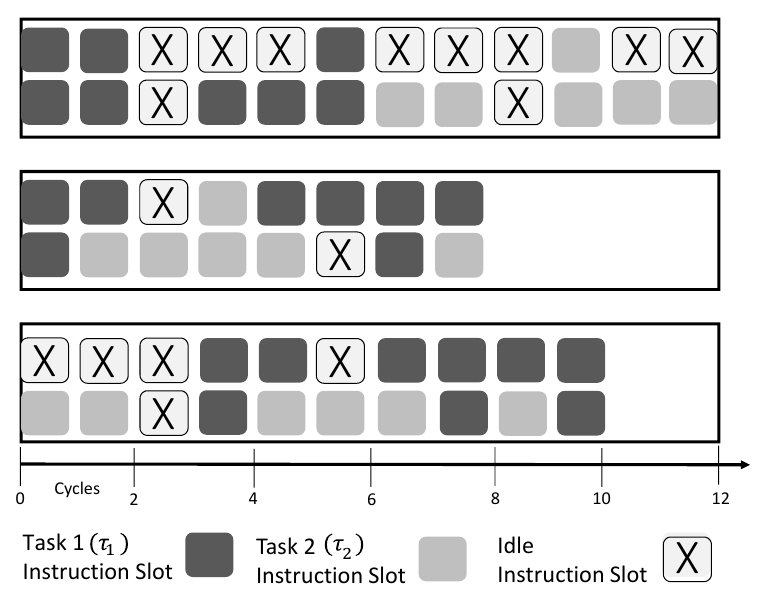 X X X X X X X X X
X X
X
X
X X X X
X
Cycles
0 2 4 6 8 10 12
Task 1 (τ1) Task 2 (τ2) Idle
Instruction Slot Instruction Slot Instruction Slot X